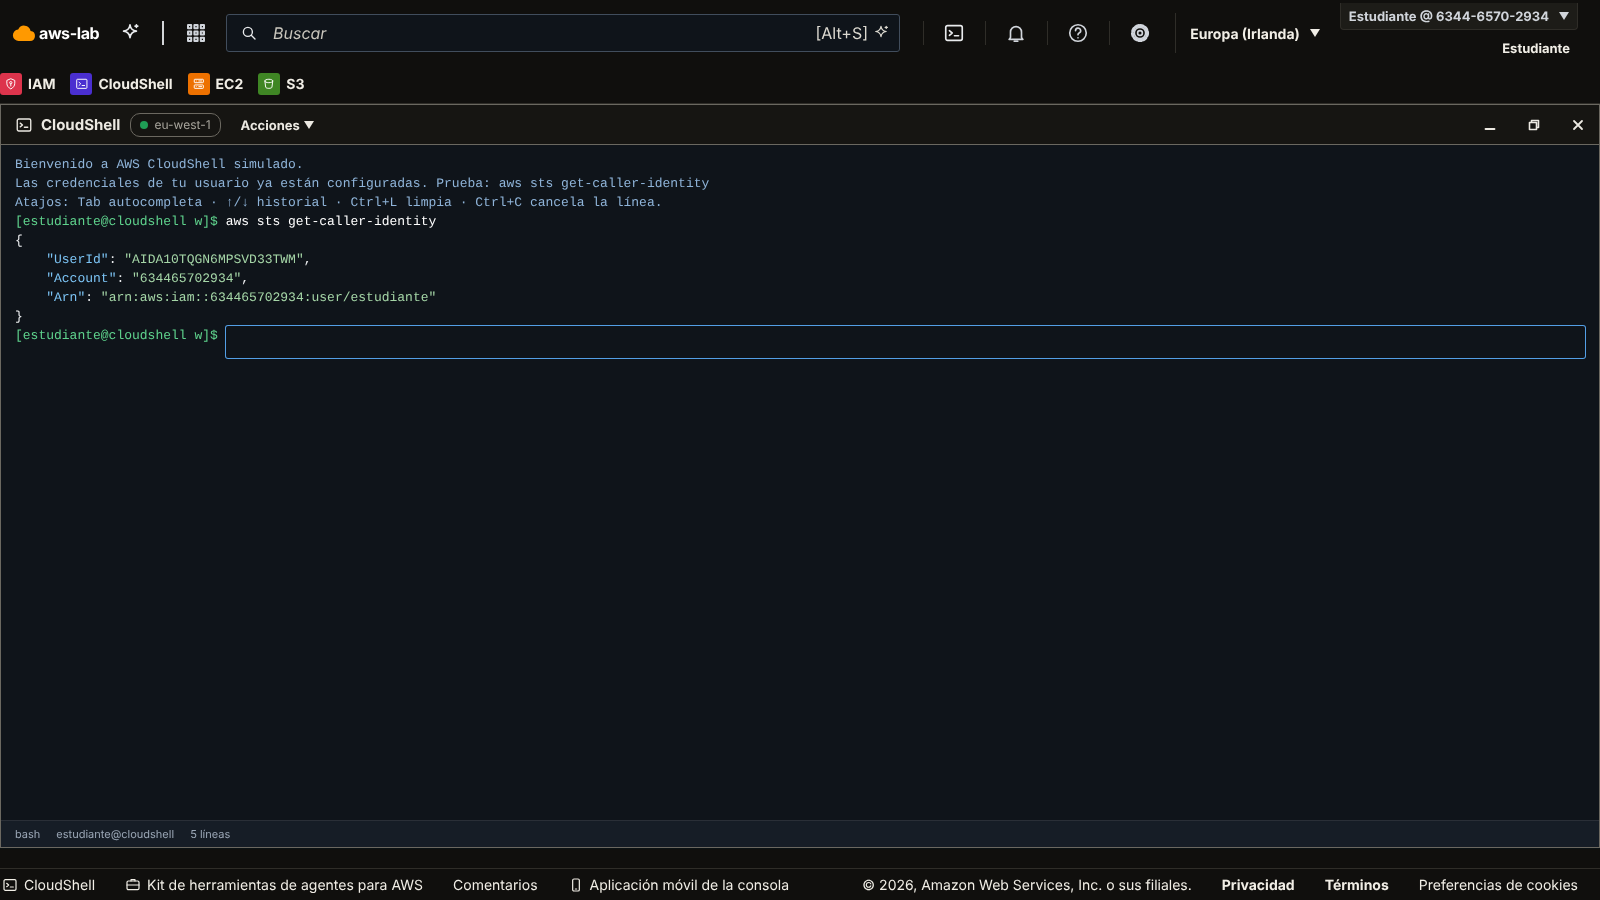 aws-lab
Buscar
[Alt+S]
Europa (Irlanda) ▼
Estudiante @ 6344-6570-2934 ▼
Estudiante
IAM
CloudShell
EC2
S3
CloudShell
eu-west-1
Acciones ▼
Bienvenido a AWS CloudShell simulado.
Las credenciales de tu usuario ya están configuradas. Prueba: aws sts get-caller-identity
Atajos: Tab autocompleta · ↑/↓ historial · Ctrl+L limpia · Ctrl+C cancela la línea.
[estudiante@cloudshell w]$ aws sts get-caller-identity
{
    "UserId": "AIDA10TQGN6MPSVD33TWM",
    "Account": "634465702934",
    "Arn": "arn:aws:iam::634465702934:user/estudiante"
}
[estudiante@cloudshell w]$
bash
estudiante@cloudshell
5 líneas
CloudShell
Kit de herramientas de agentes para AWS
Comentarios
Aplicación móvil de la consola
© 2026, Amazon Web Services, Inc. o sus filiales.
Privacidad
Términos
Preferencias de cookies